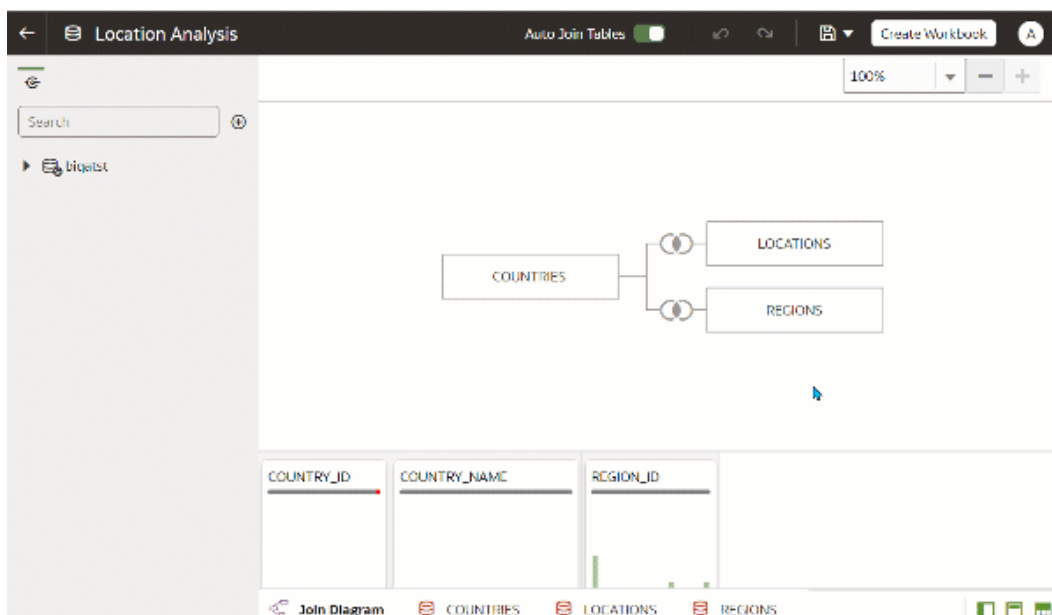 Location Analysis
Auto Join Tables
Create Workbook
A
100%
Search
biqatst
LOCATIONS
COUNTRIES
REGIONS
COUNTRY_ID
COUNTRY_NAME
REGION_ID
Join Diagram
COUNTRIES
LOCATIONS
REGIONS